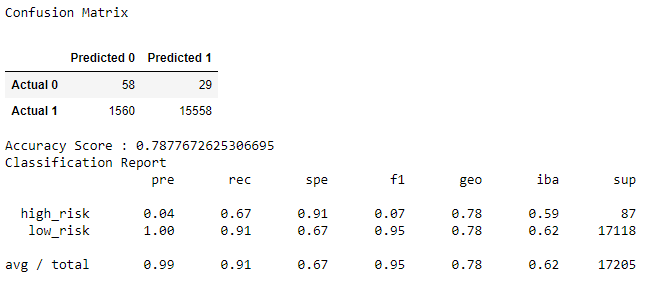 Confusion Matrix
Predicted 0 Predicted 1
Actual 0 58 29
Actual 1 1560 15558
Accuracy Score : 0.7877672625306695
Classification Report
pre rec spe f1 geo iba sup
high_risk 0.04 0.67 0.91 0.07 0.78 0.59 87
low_risk 1.00 0.91 0.67 0.95 0.78 0.62 17118
avg / total 0.99 0.91 0.67 0.95 0.78 0.62 17205